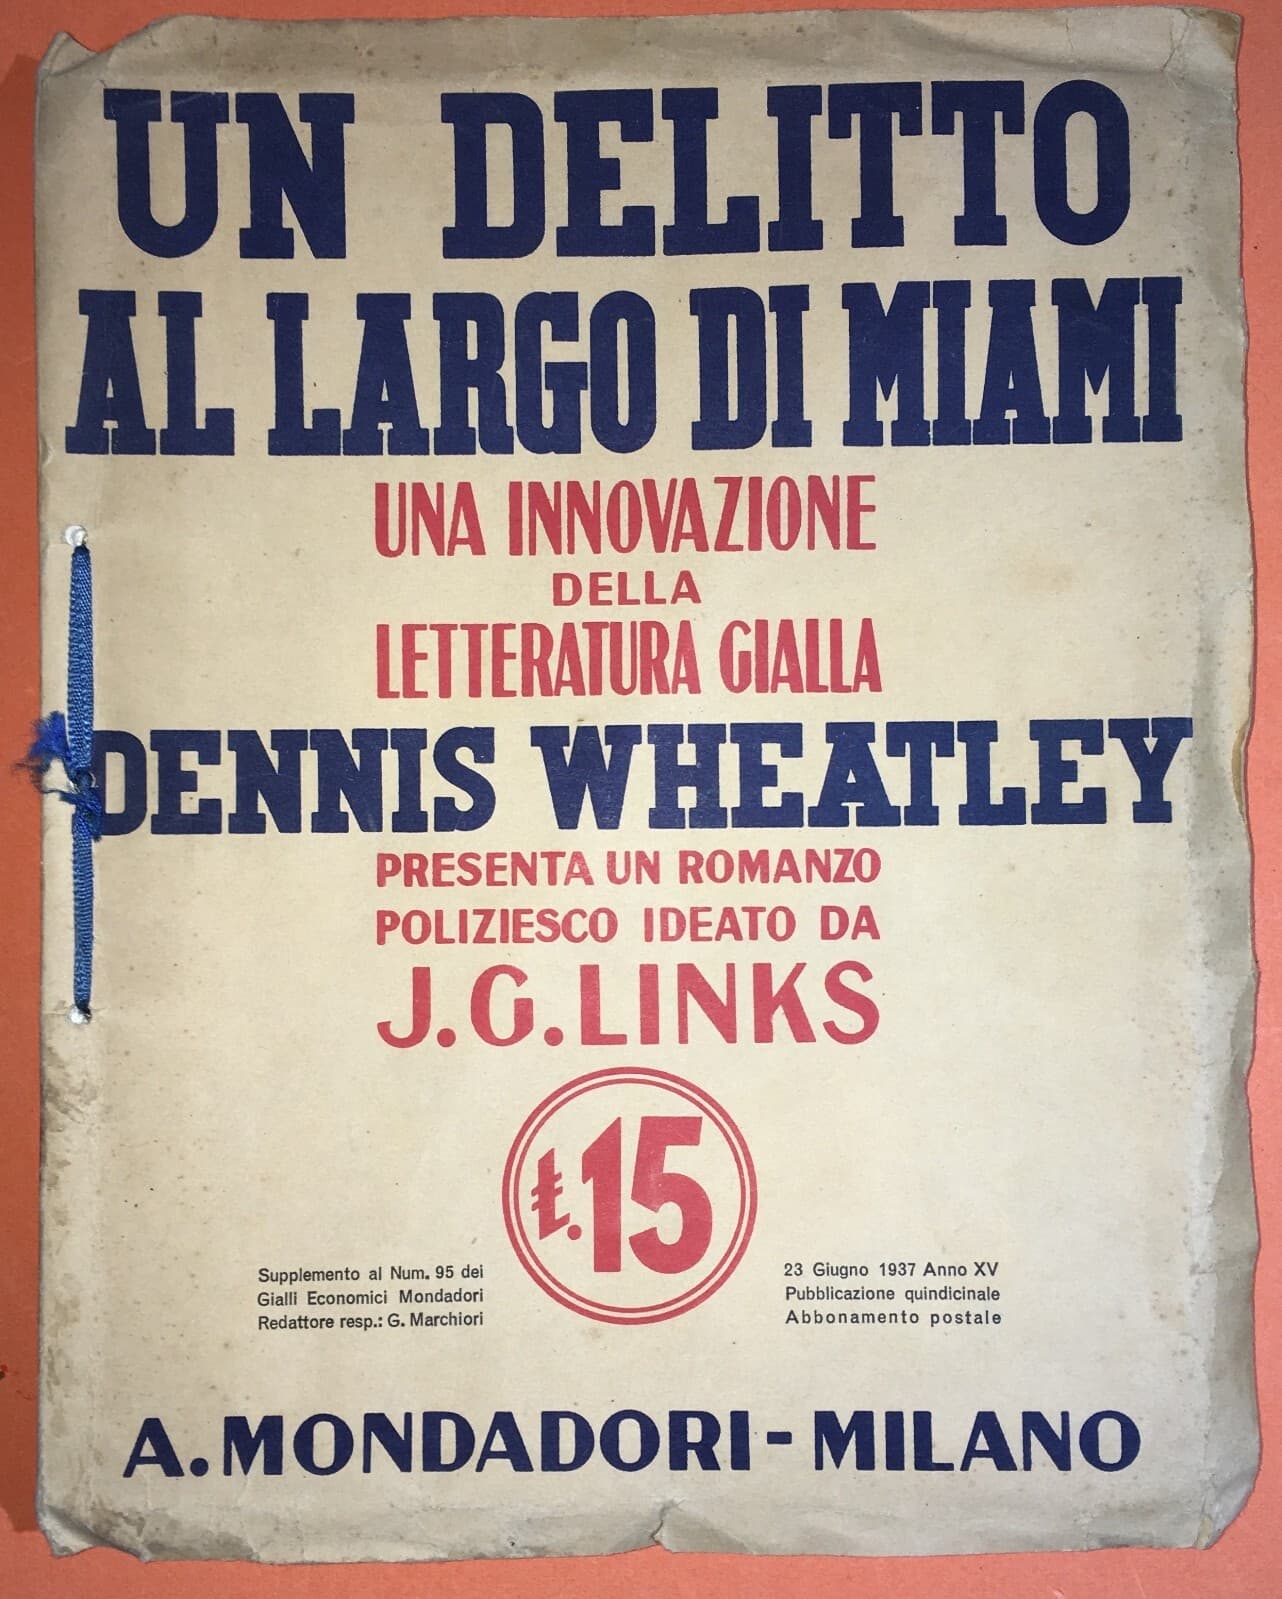 UN DELITTO
AL LARGO DI MIAMI
UNA INNOVAZIONE
DELLA
LETTERATURA GIALLA
DENNIS WHEATLEY
PRESENTA UN ROMANZO
POLIZIESCO IDEATO DA
J.G.LINKS
₤.15
Supplemento al Num. 95 dei
Gialli Economici Mondadori
Redattore resp.: G. Marchiori
23 Giugno 1937 Anno XV
Pubblicazione quindicinale
Abbonamento postale
A.MONDADORI-MILANO